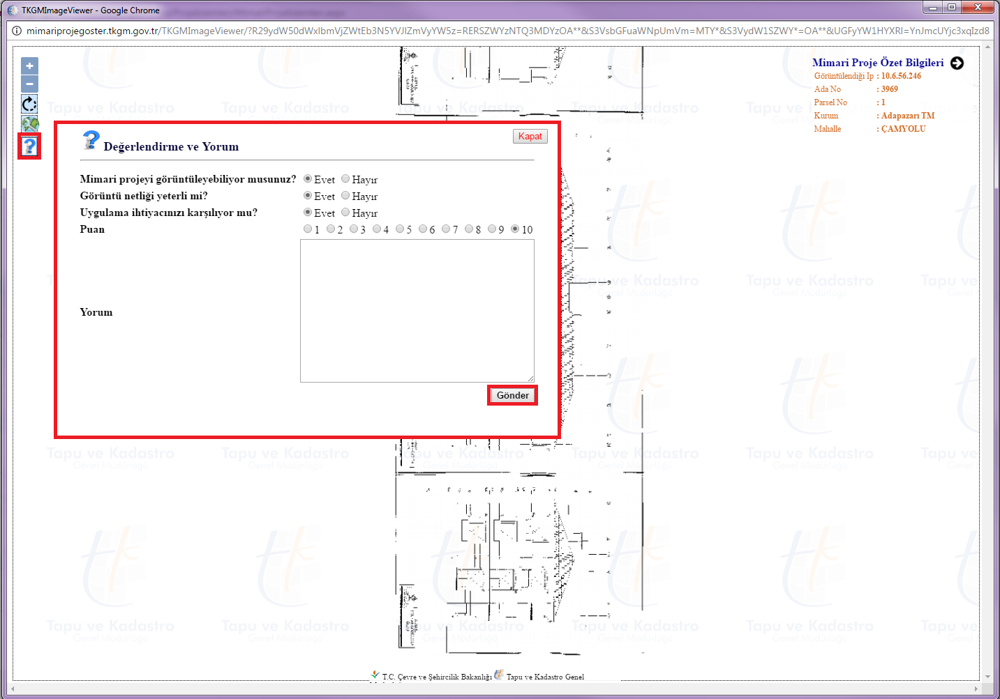 TKGMImageViewer - Google Chrome
mimariprojegoster.tkgm.gov.tr/TKGMImageViewer/?R29ydW50dWxlbmVjZWtEb3N5YVJlZmVyYW5z=RERSZWYzNTQ3MDYzOA**&S3VsbGFuaWNpUmVm=MTY*&S3VydW1SZWY*=OA**&UGFyYW1HYXRl=YnJmcUYjc3xqIzd8
Mimari Proje Özet Bilgileri
Görüntülendiği Ip : 10.6.56.246
Ada No : 3969
Parsel No : 1
Kurum : Adapazarı TM
Mahalle : ÇAMYOLU
Değerlendirme ve Yorum
Kapat
Mimari projeyi görüntüleyebiliyor musunuz? Evet Hayır
Görüntü netliği yeterli mi? Evet Hayır
Uygulama ihtiyacınızı karşılıyor mu? Evet Hayır
Puan 1 2 3 4 5 6 7 8 9 10
Yorum
Gönder
Tapu ve Kadastro
Genel Müdürlüğü
T.C. Çevre ve Şehircilik Bakanlığı Tapu ve Kadastro Genel